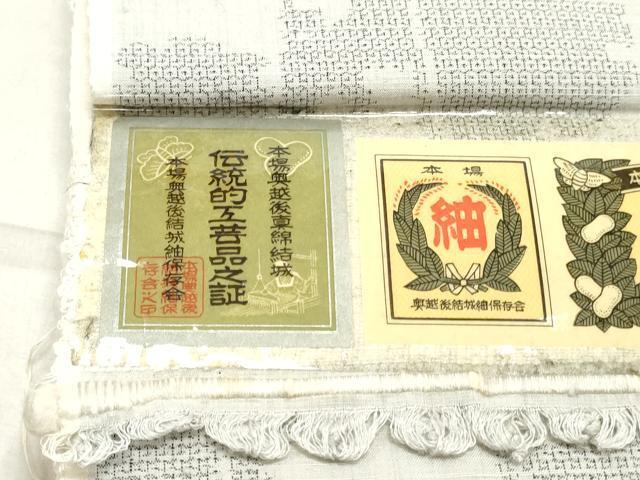 本場奥越後真綿結城
伝統的工芸品之証
本場奥越後結城紬保存会
本場
紬
奥越後結城紬保存会
本